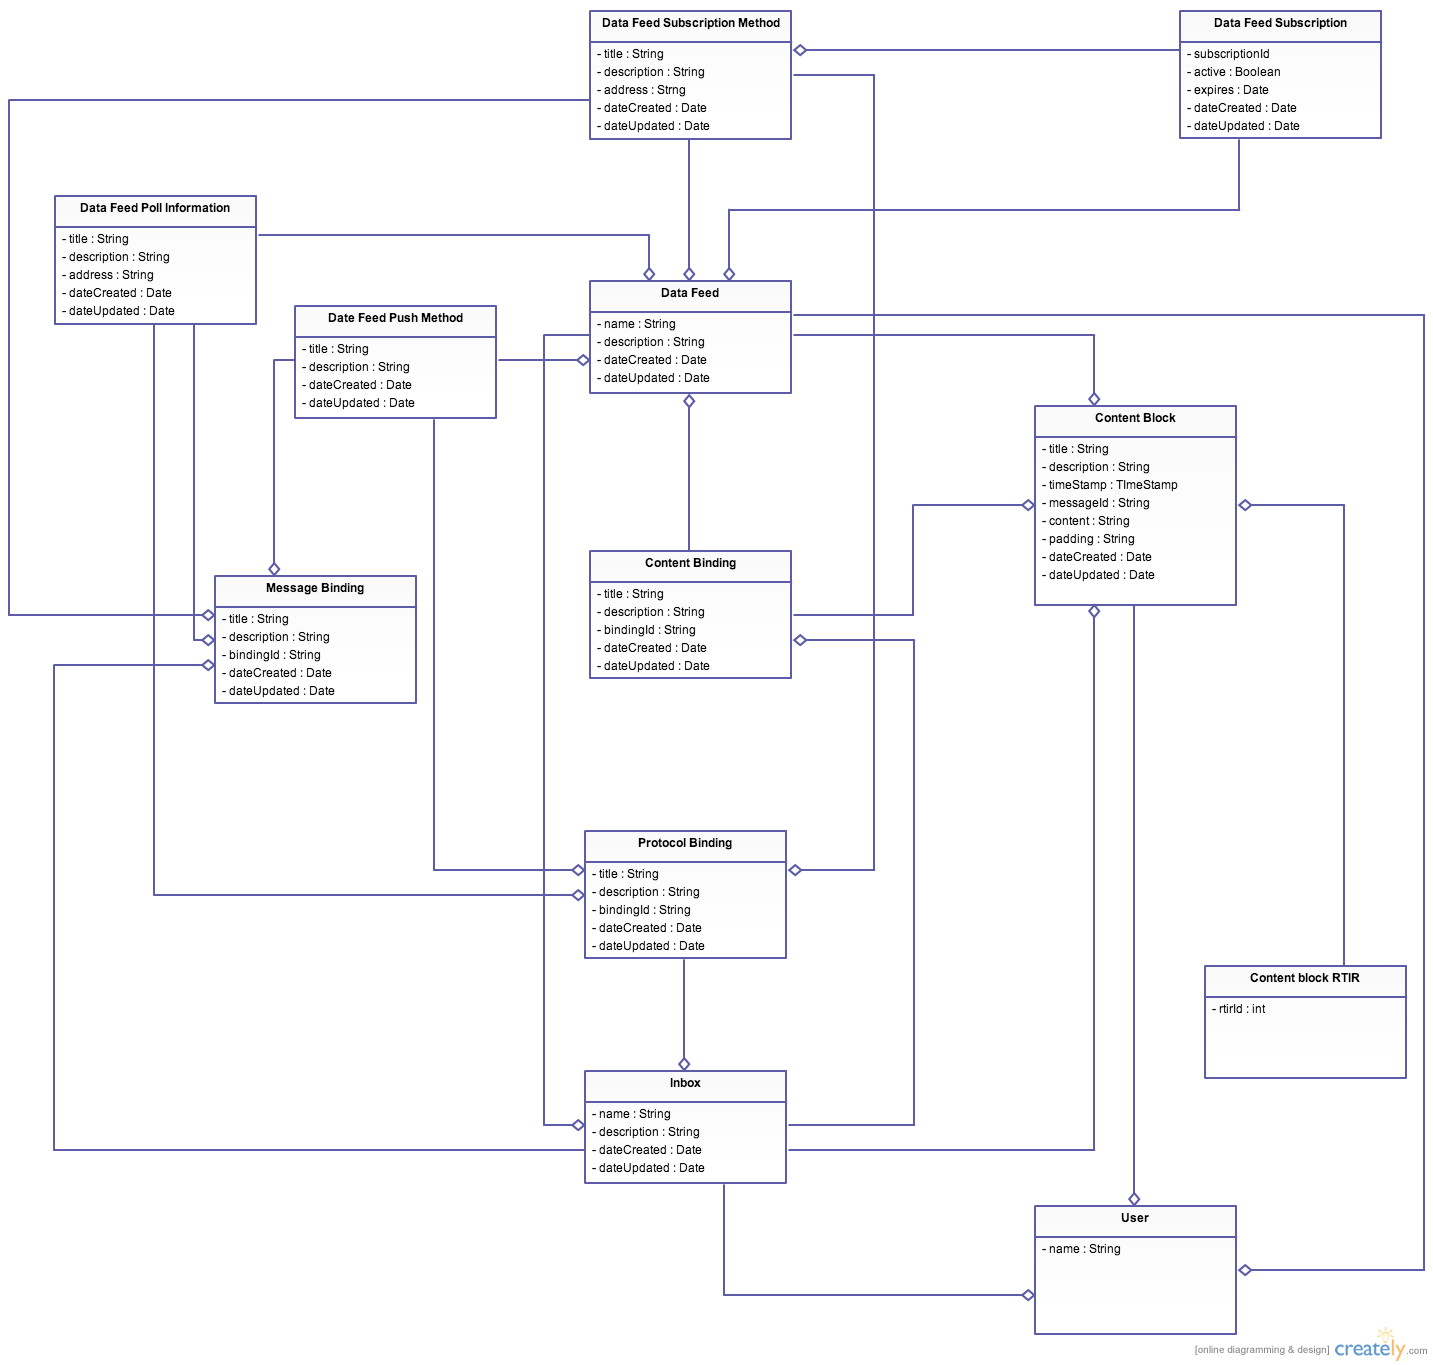 Data Feed Subscription Method
- title : String
- description : String
- address : Strng
- dateCreated : Date
- dateUpdated : Date
Data Feed Subscription
- subscriptionId
- active : Boolean
- expires : Date
- dateCreated : Date
- dateUpdated : Date
Data Feed Poll Information
- title : String
- description : String
- address : String
- dateCreated : Date
- dateUpdated : Date
Date Feed Push Method
- title : String
- description : String
- dateCreated : Date
- dateUpdated : Date
Data Feed
- name : String
- description : String
- dateCreated : Date
- dateUpdated : Date
Content Block
- title : String
- description : String
- timeStamp : TImeStamp
- messageId : String
- content : String
- padding : String
- dateCreated : Date
- dateUpdated : Date
Message Binding
- title : String
- description : String
- bindingId : String
- dateCreated : Date
- dateUpdated : Date
Content Binding
- title : String
- description : String
- bindingId : String
- dateCreated : Date
- dateUpdated : Date
Protocol Binding
- title : String
- description : String
- bindingId : String
- dateCreated : Date
- dateUpdated : Date
Content block RTIR
- rtirId : int
Inbox
- name : String
- description : String
- dateCreated : Date
- dateUpdated : Date
User
- name : String
[online diagramming & design] creately.com